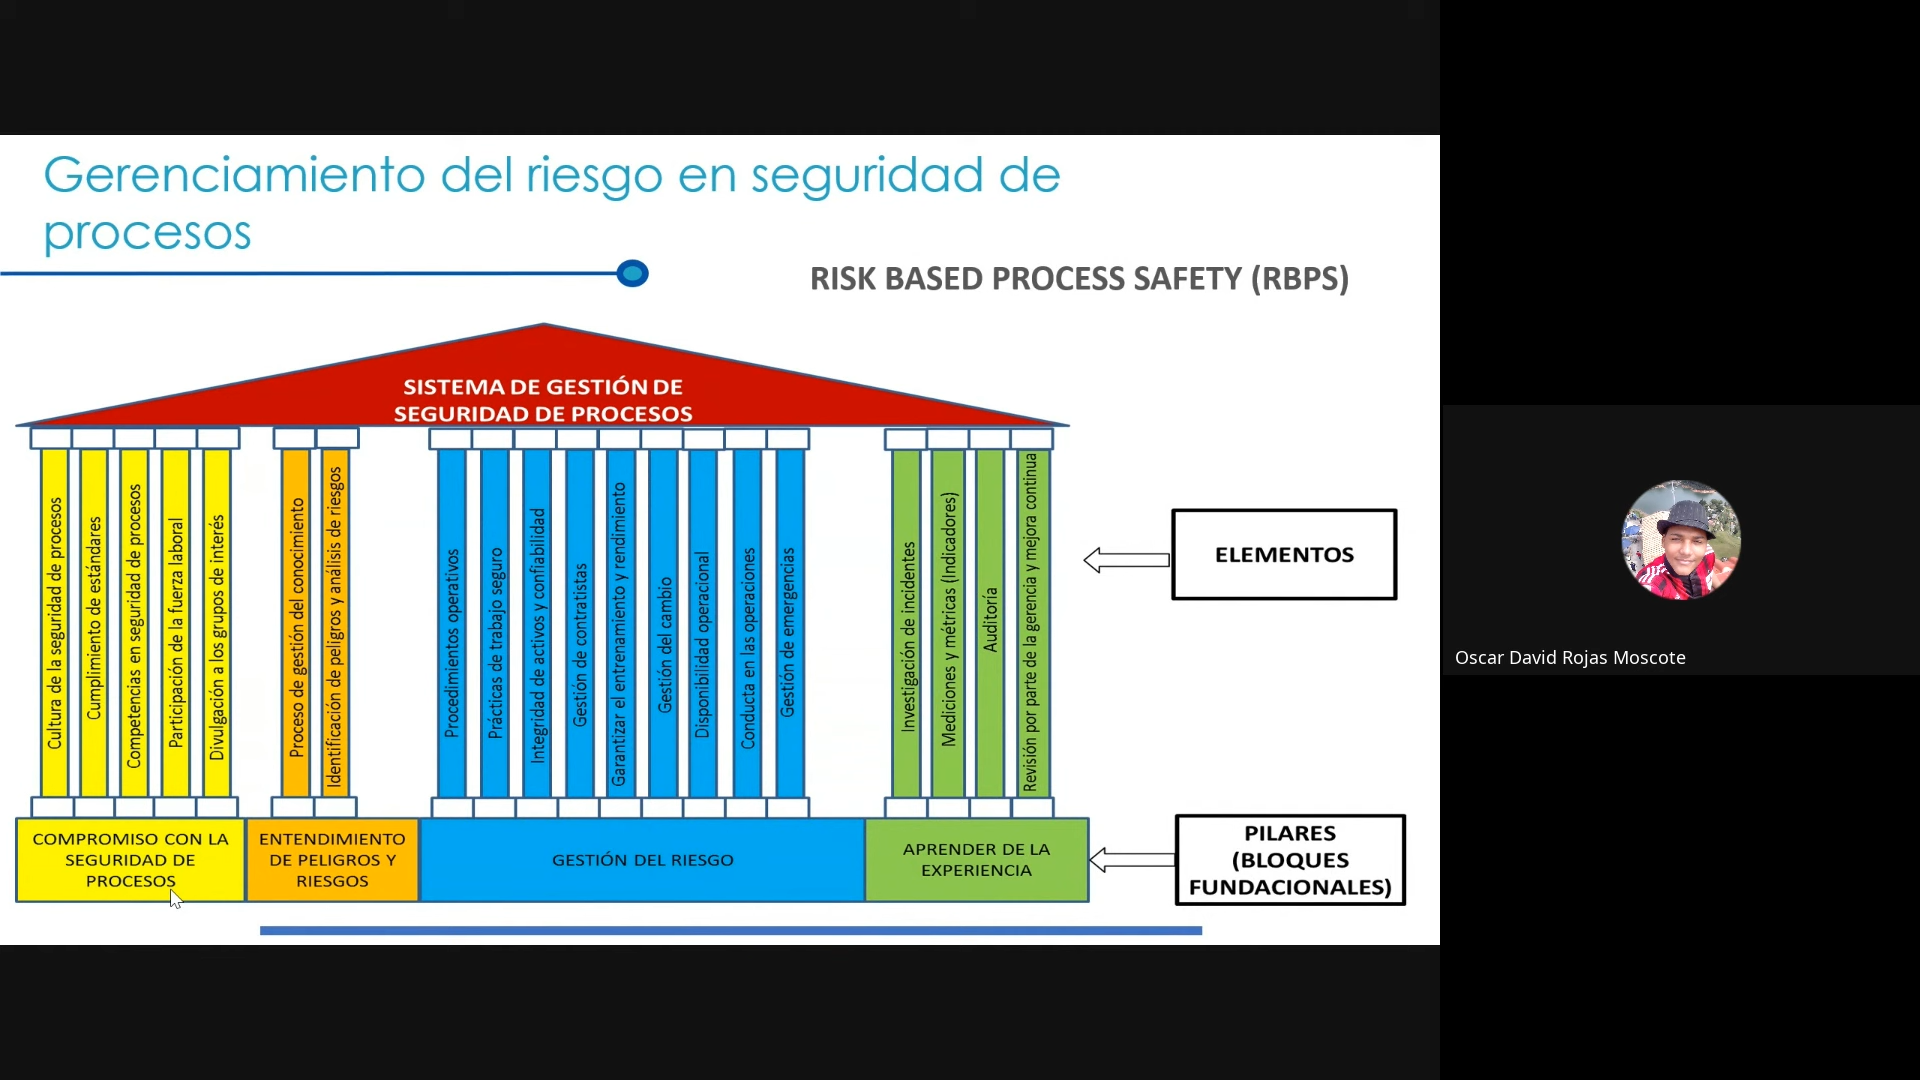 Gerenciamiento del riesgo en seguridad de
procesos
RISK BASED PROCESS SAFETY (RBPS)
SISTEMA DE GESTIÓN DE
SEGURIDAD DE PROCESOS
Cultura de la seguridad de procesos
Cumplimiento de estándares
Competencias en seguridad de procesos
Participación de la fuerza laboral
Divulgación a los grupos de interés
Proceso de gestión del conocimiento
Identificación de peligros y análisis de riesgos
Procedimientos operativos
Prácticas de trabajo seguro
Integridad de activos y confiabilidad
Gestión de contratistas
Garantizar el entrenamiento y rendimiento
Gestión del cambio
Disponibilidad operacional
Conducta en las operaciones
Gestión de emergencias
Investigación de incidentes
Mediciones y métricas (Indicadores)
Auditoría
Revisión por parte de la gerencia y mejora continua
ELEMENTOS
COMPROMISO CON LA
SEGURIDAD DE
PROCESOS
ENTENDIMIENTO
DE PELIGROS Y
RIESGOS
GESTIÓN DEL RIESGO
APRENDER DE LA
EXPERIENCIA
PILARES
(BLOQUES
FUNDACIONALES)
Oscar David Rojas Moscote